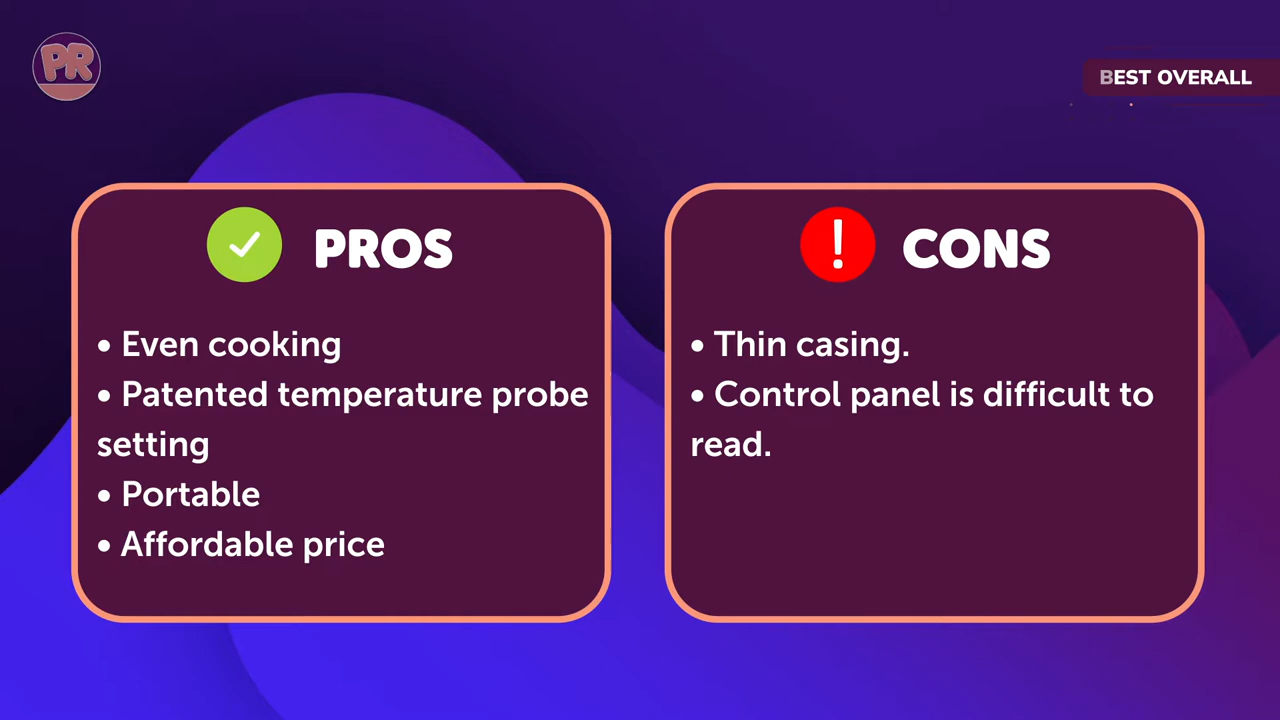 PR
BEST OVERALL
PROS
• Even cooking
• Patented temperature probe
setting
• Portable
• Affordable price
CONS
• Thin casing.
• Control panel is difficult to
read.